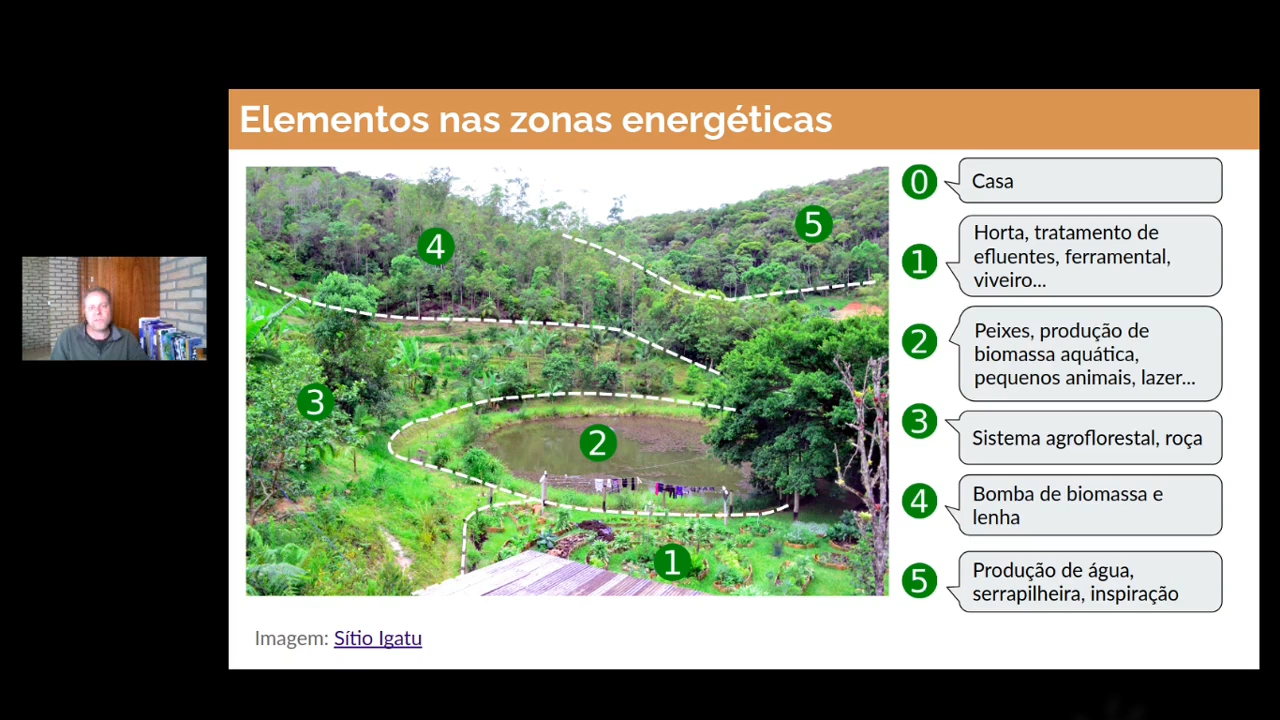 Elementos nas zonas energéticas
4
5
3
2
1
0
Casa
1
Horta, tratamento de
efluentes, ferramental,
viveiro...
2
Peixes, produção de
biomassa aquática,
pequenos animais, lazer...
3
Sistema agroflorestal, roça
4
Bomba de biomassa e
lenha
5
Produção de água,
serrapilheira, inspiração
Imagem: Sítio Igatu